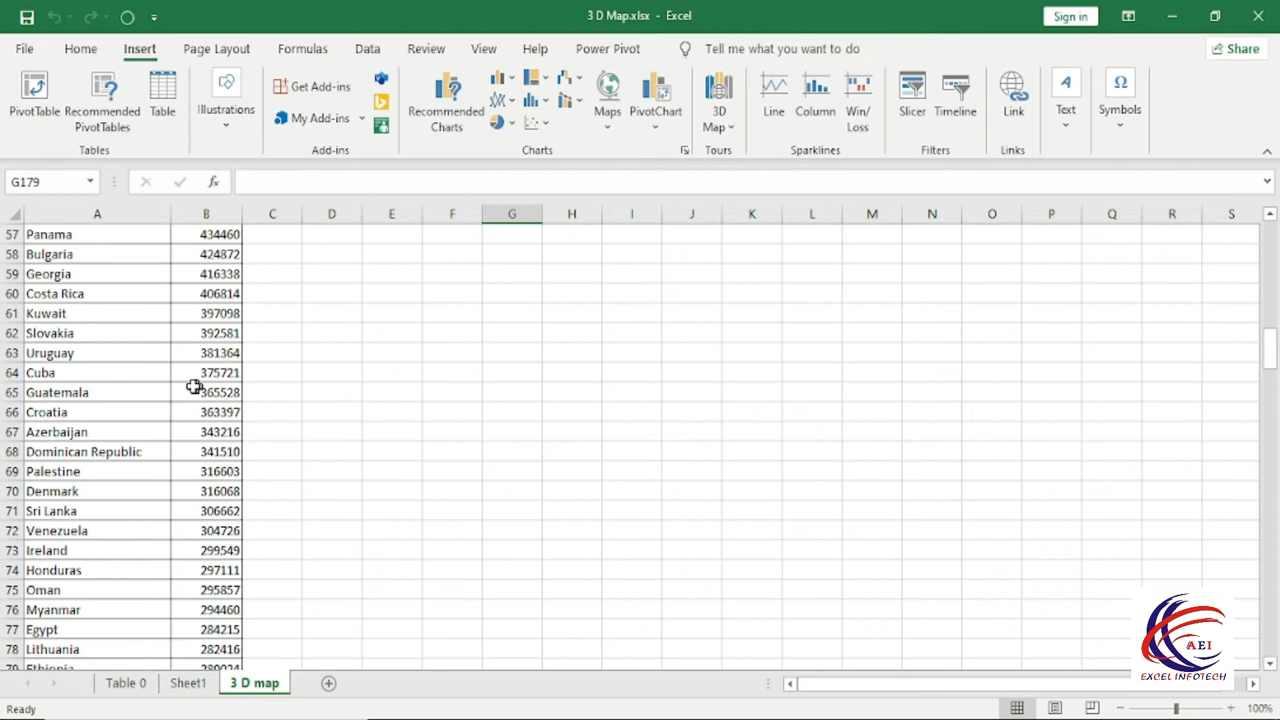 3 D Map.xlsx - Excel
Sign in
File Home Insert Page Layout Formulas Data Review View Help Power Pivot Tell me what you want to do Share
PivotTable Recommended PivotTables Table Illustrations Get Add-ins My Add-ins Recommended Charts Maps PivotChart 3D Map Line Column Win/Loss Slicer Timeline Link Text Symbols
Tables Add-ins Charts Tours Sparklines Filters Links
G179 fx
A B C D E F G H I J K L M N O P Q R S
57 Panama 434460
58 Bulgaria 424872
59 Georgia 416338
60 Costa Rica 406814
61 Kuwait 397098
62 Slovakia 392581
63 Uruguay 381364
64 Cuba 375721
65 Guatemala 365528
66 Croatia 363397
67 Azerbaijan 343216
68 Dominican Republic 341510
69 Palestine 316603
70 Denmark 316068
71 Sri Lanka 306662
72 Venezuela 304726
73 Ireland 299549
74 Honduras 297111
75 Oman 295857
76 Myanmar 294460
77 Egypt 284215
78 Lithuania 282416
79 Ethiopia 280024
AEI
EXCEL INFOTECH
Table 0 Sheet1 3 D map
Ready 100%